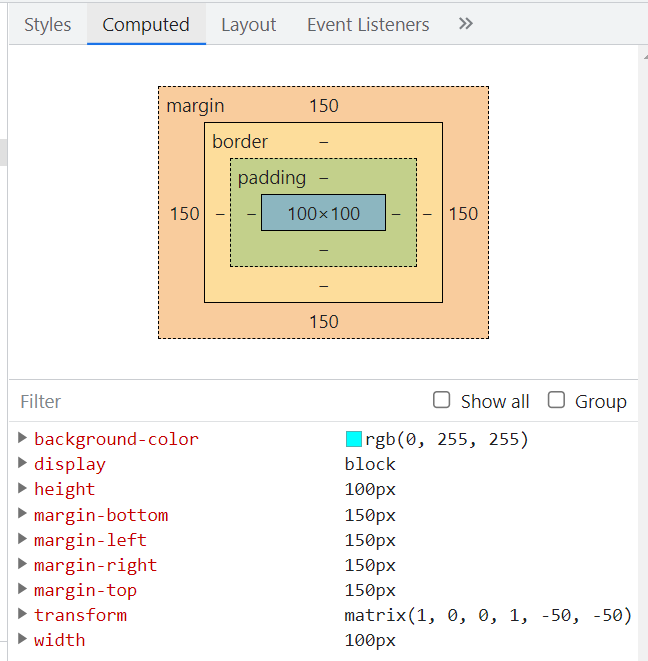 Styles Computed Layout Event Listeners »
margin 150
border –
padding –
150 – – 100×100 – – 150
–
–
150
Filter Show all Group
background-color rgb(0, 255, 255)
display block
height 100px
margin-bottom 150px
margin-left 150px
margin-right 150px
margin-top 150px
transform matrix(1, 0, 0, 1, -50, -50)
width 100px